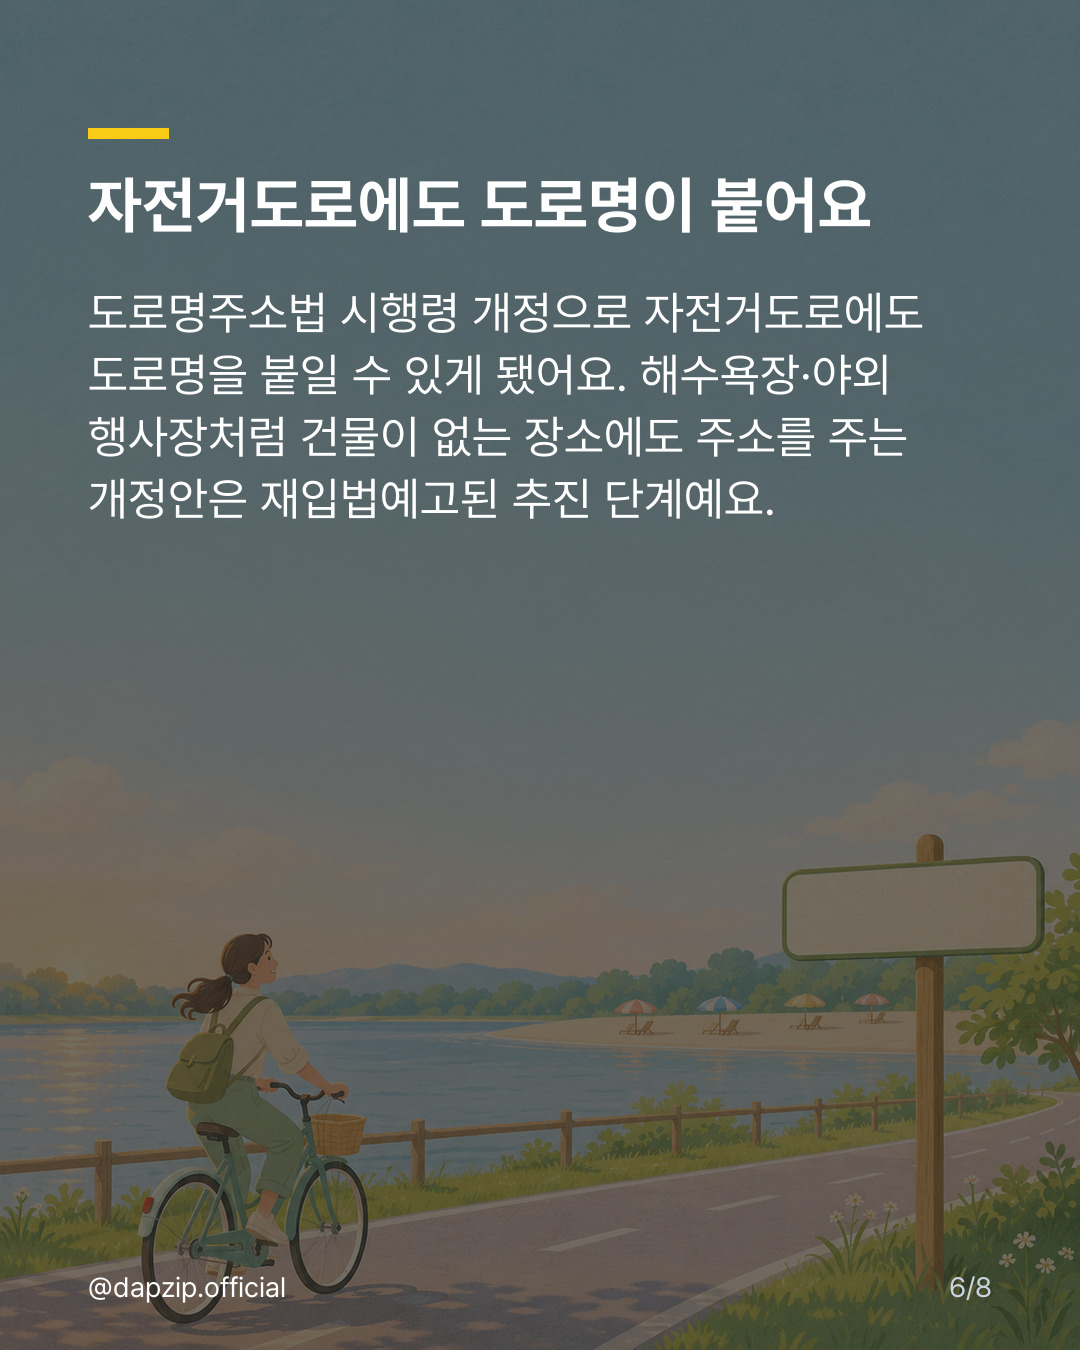 자전거도로에도 도로명이 붙어요
도로명주소법 시행령 개정으로 자전거도로에도
도로명을 붙일 수 있게 됐어요. 해수욕장·야외
행사장처럼 건물이 없는 장소에도 주소를 주는
개정안은 재입법예고된 추진 단계예요.
@dapzip.official
6/8